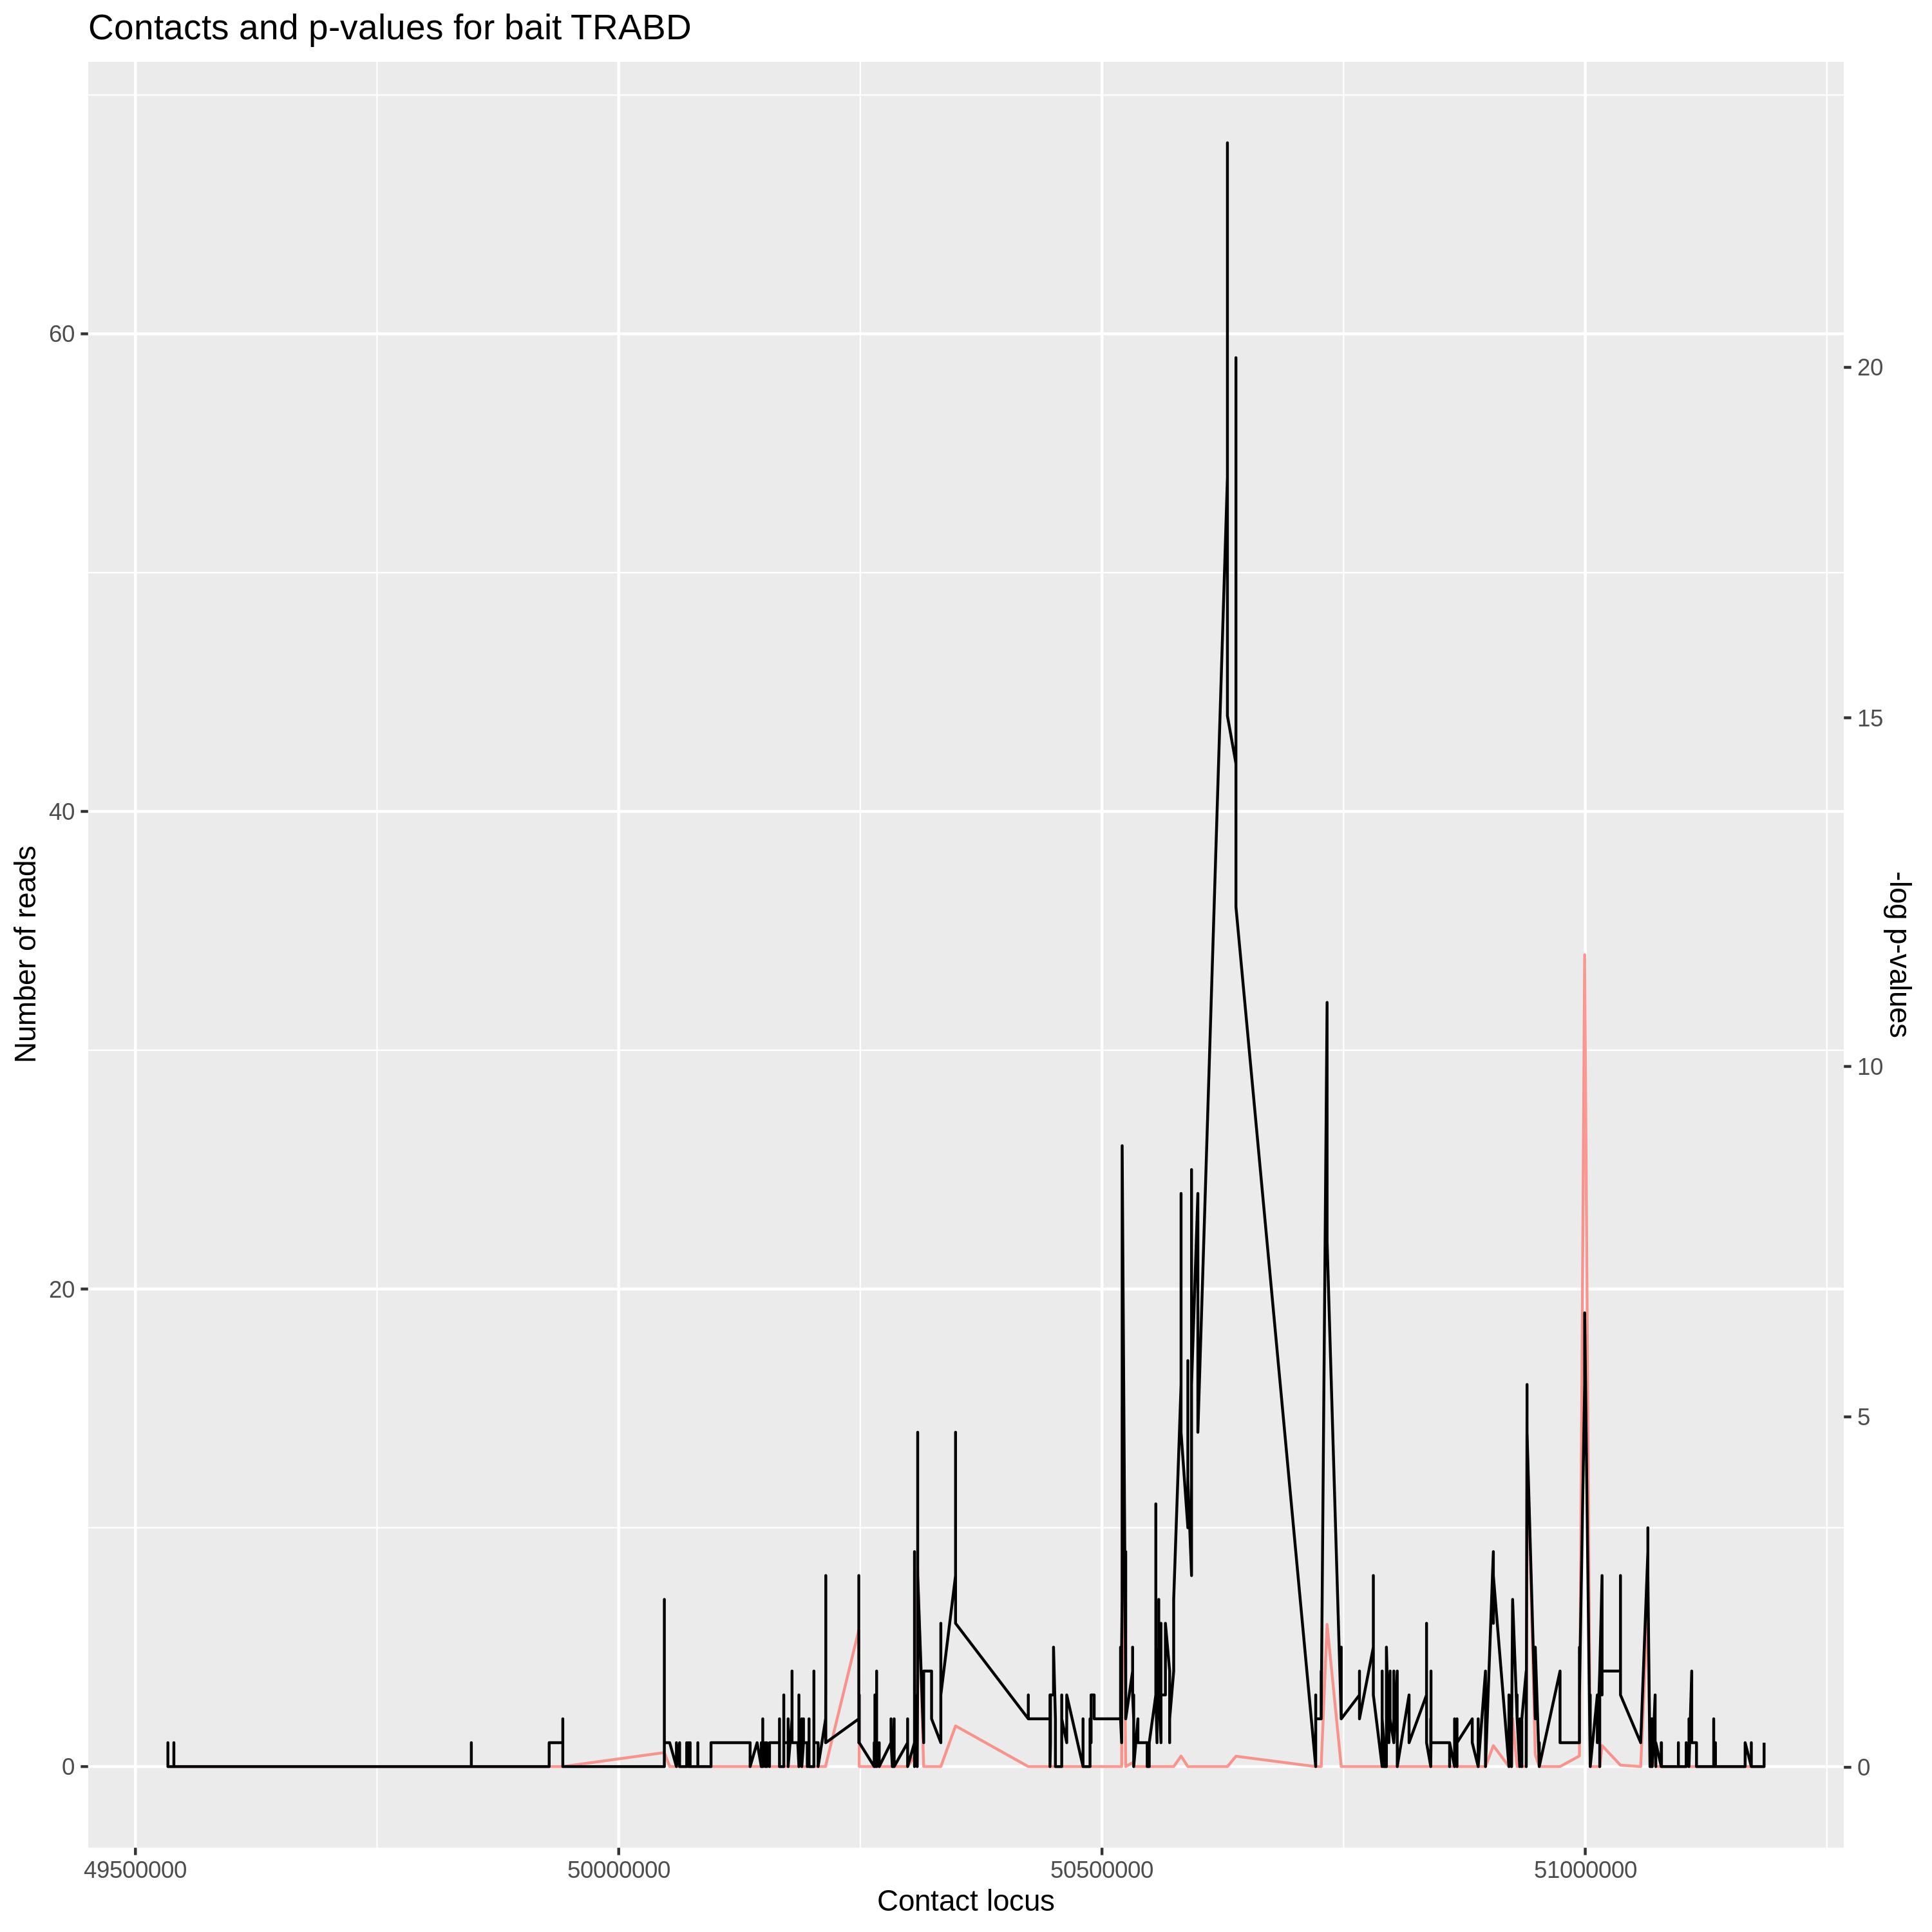 Contacts and p-values for bait TRABD
60
40
20
0
Number of reads
20
15
10
5
0
-log p-values
49500000 50000000 50500000 51000000
Contact locus